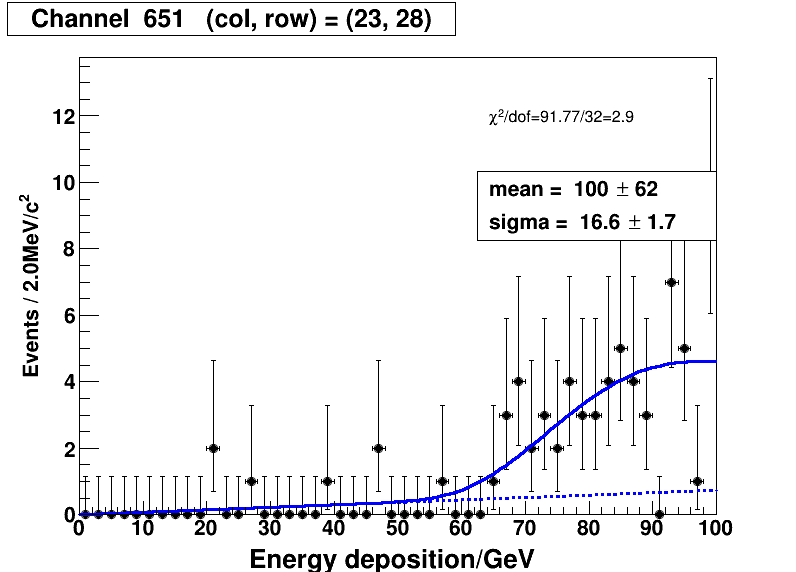 Channel 651 (col, row) = (23, 28)
χ²/dof=91.77/32=2.9
mean = 100 ± 62
sigma = 16.6 ± 1.7
Events / 2.0MeV/c²
12
10
8
6
4
2
0
0 10 20 30 40 50 60 70 80 90 100
Energy deposition/GeV